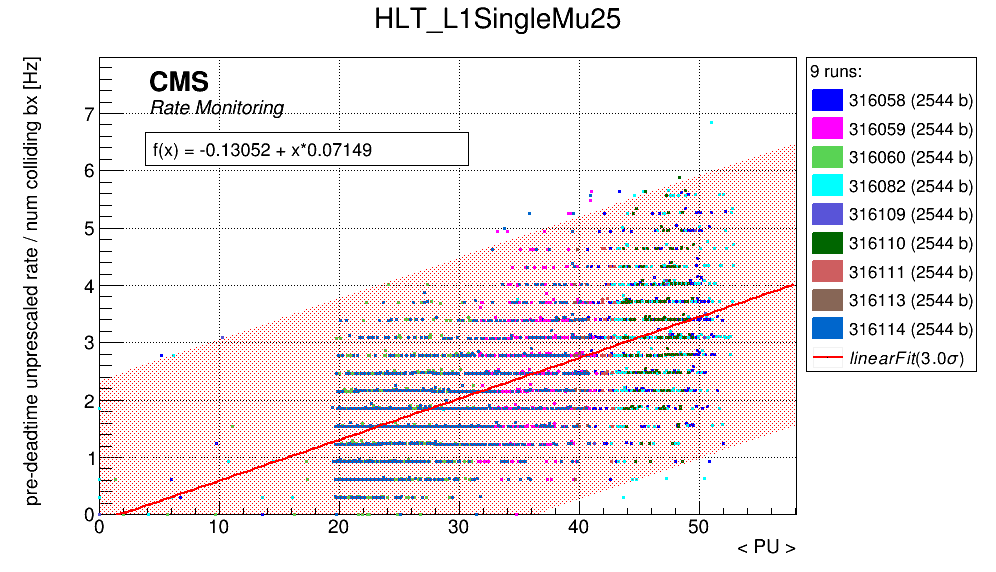 HLT_L1SingleMu25
pre-deadtime unprescaled rate / num colliding bx [Hz]
CMS
Rate Monitoring
f(x) = -0.13052 + x*0.07149
7
6
5
4
3
2
1
0
0 10 20 30 40 50
< PU >
9 runs:
316058 (2544 b)
316059 (2544 b)
316060 (2544 b)
316082 (2544 b)
316109 (2544 b)
316110 (2544 b)
316111 (2544 b)
316113 (2544 b)
316114 (2544 b)
linearFit(3.0σ)